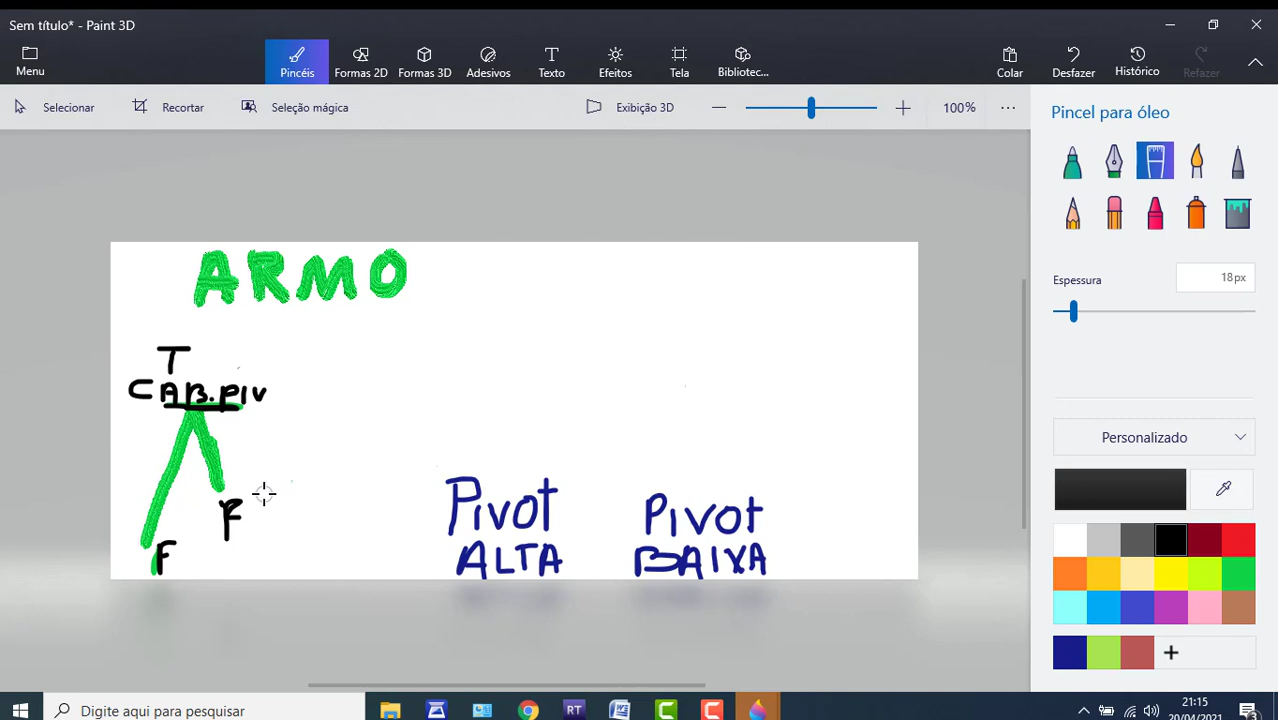 Sem título* - Paint 3D
Menu
Pincéis
Formas 2D
Formas 3D
Adesivos
Texto
Efeitos
Tela
Bibliotec...
Colar
Desfazer
Histórico
Refazer
Selecionar
Recortar
Seleção mágica
Exibição 3D
100%
Pincel para óleo
Espessura
18px
Personalizado
ARMO
T
CAB.PIV
F
F
Pivot
ALTA
Pivot
BAIXA
Digite aqui para pesquisar
RT
21:15
20/04/2021
3